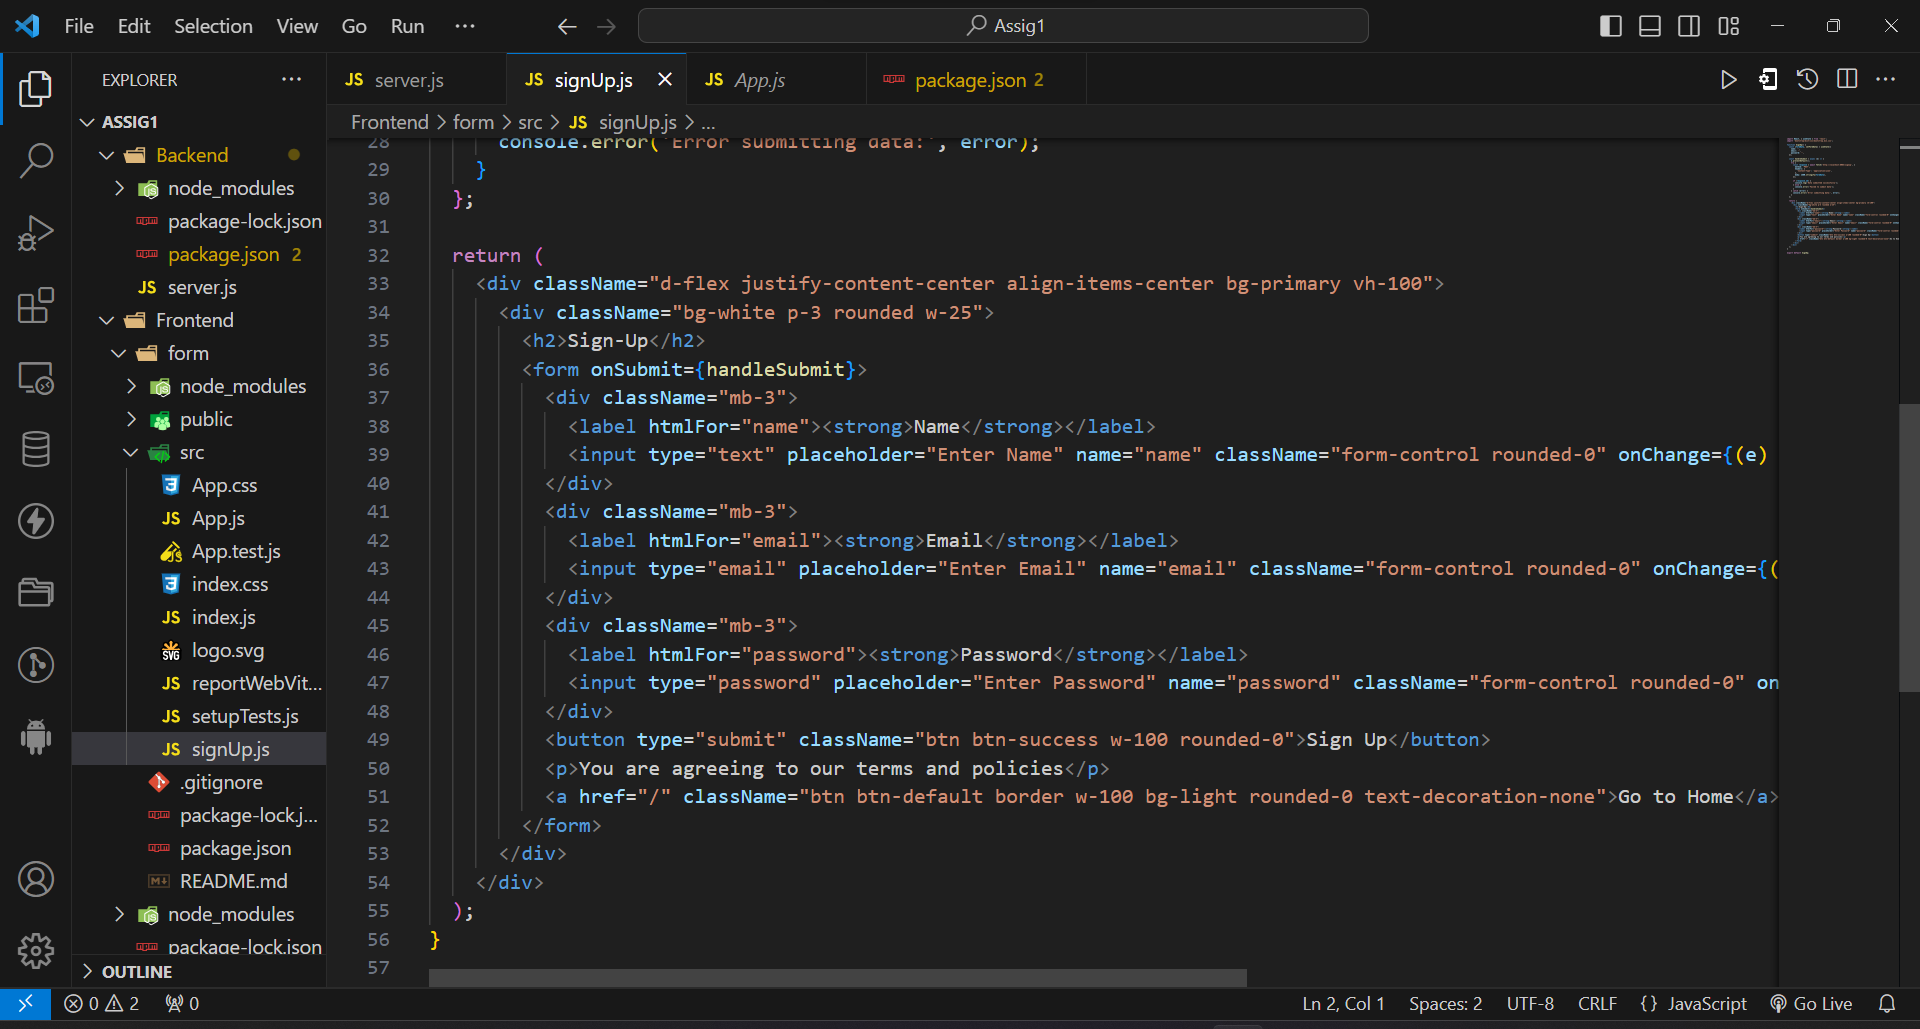 File Edit Selection View Go Run ···
Assig1
EXPLORER ···
ASSIG1
Backend
node_modules
package-lock.json
package.json 2
server.js
Frontend
form
node_modules
public
src
App.css
App.js
App.test.js
index.css
index.js
logo.svg
reportWebVit...
setupTests.js
signUp.js
.gitignore
package-lock.j...
package.json
README.md
node_modules
package-lock.json
OUTLINE
JS server.js
JS signUp.js
JS App.js
package.json 2
Frontend > form > src > JS signUp.js > ...
28 console.error('Error submitting data:', error);
29 }
30 };
31
32 return (
33 <div className="d-flex justify-content-center align-items-center bg-primary vh-100">
34 <div className="bg-white p-3 rounded w-25">
35 <h2>Sign-Up</h2>
36 <form onSubmit={handleSubmit}>
37 <div className="mb-3">
38 <label htmlFor="name"><strong>Name</strong></label>
39 <input type="text" placeholder="Enter Name" name="name" className="form-control rounded-0" onChange={(e)
40 </div>
41 <div className="mb-3">
42 <label htmlFor="email"><strong>Email</strong></label>
43 <input type="email" placeholder="Enter Email" name="email" className="form-control rounded-0" onChange={(
44 </div>
45 <div className="mb-3">
46 <label htmlFor="password"><strong>Password</strong></label>
47 <input type="password" placeholder="Enter Password" name="password" className="form-control rounded-0" on
48 </div>
49 <button type="submit" className="btn btn-success w-100 rounded-0">Sign Up</button>
50 <p>You are agreeing to our terms and policies</p>
51 <a href="/" className="btn btn-default border w-100 bg-light rounded-0 text-decoration-none">Go to Home</a>
52 </form>
53 </div>
54 </div>
55 );
56 }
57
0 2 0
Ln 2, Col 1 Spaces: 2 UTF-8 CRLF {} JavaScript Go Live